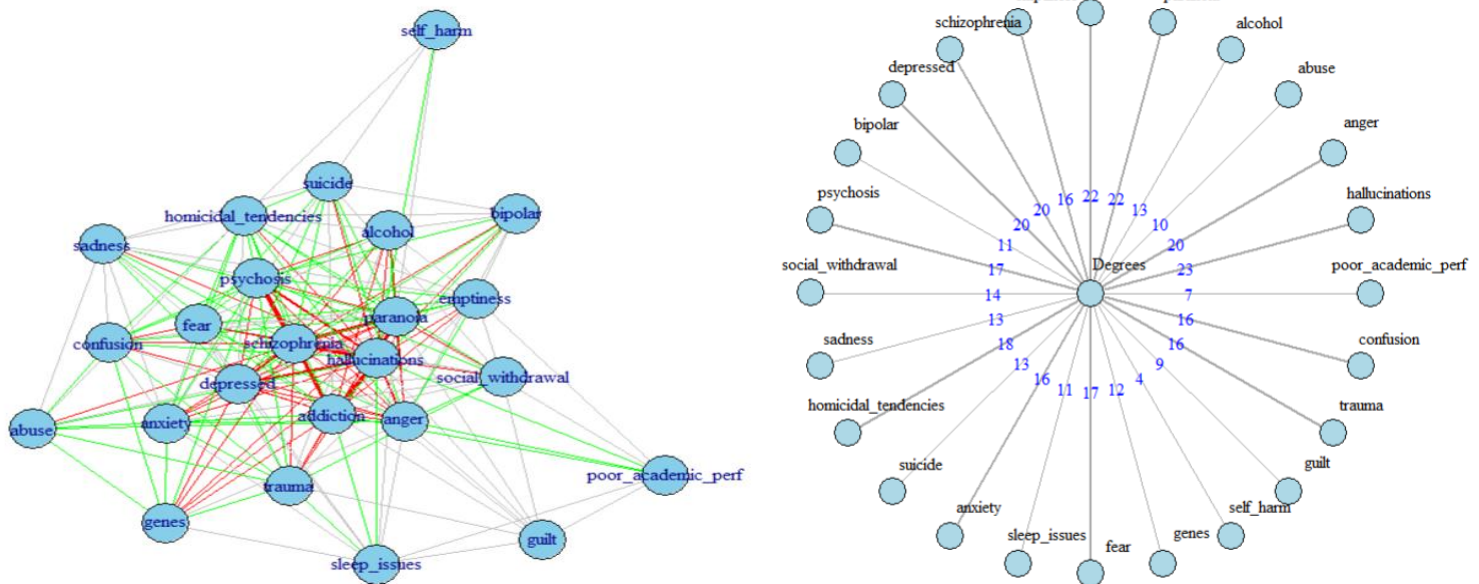 self_harm
suicide
homicidal_tendencies
bipolar
alcohol
sadness
psychosis
emptiness
paranoia
fear
confusion
schizophrenia
hallucinations
social_withdrawal
depressed
addiction
anger
anxiety
abuse
poor_academic_perf
trauma
genes
guilt
sleep_issues
schizophrenia
alcohol
depressed
abuse
bipolar
anger
psychosis
hallucinations
social_withdrawal
Degrees
poor_academic_perf
sadness
confusion
homicidal_tendencies
trauma
suicide
guilt
anxiety
self_harm
sleep_issues
genes
fear
16
22
22
13
20
10
20
20
11
23
17
7
14
16
13
16
18
9
13
4
16
12
11
17